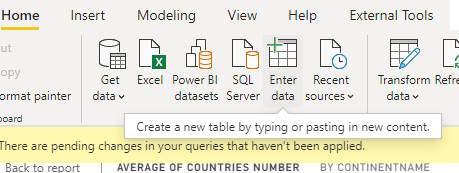 Home Insert Modeling View Help External Tools
Get data Excel Power BI datasets SQL Server Enter data Recent sources Transform data Refre
ut
opy
ormat painter
oard
Create a new table by typing or pasting in new content.
There are pending changes in your queries that haven't been applied.
Back to report AVERAGE OF COUNTRIES NUMBER BY CONTINENTNAME